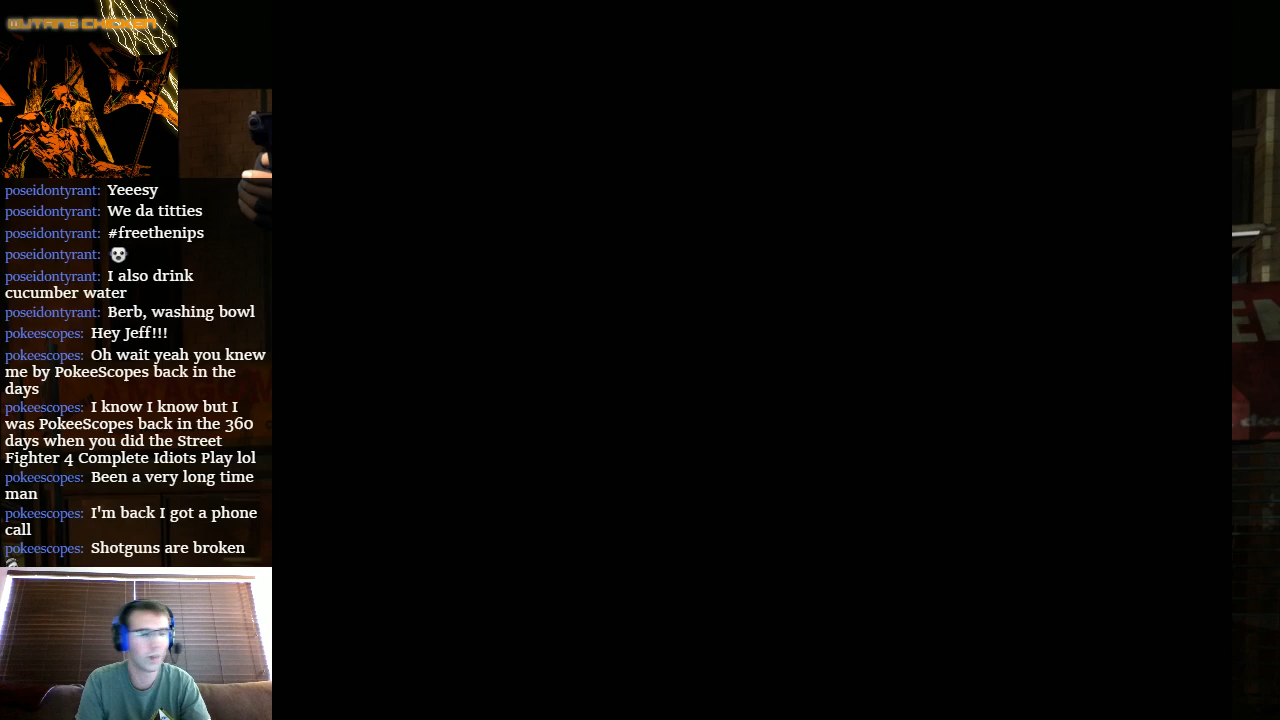 WUTANG CHICKEN
poseidontyrant: Yeeesy
poseidontyrant: We da titties
poseidontyrant: #freethenips
poseidontyrant:
poseidontyrant: I also drink
cucumber water
poseidontyrant: Berb, washing bowl
pokeescopes: Hey Jeff!!!
pokeescopes: Oh wait yeah you knew
me by PokeeScopes back in the
days
pokeescopes: I know I know but I
was PokeeScopes back in the 360
days when you did the Street
Fighter 4 Complete Idiots Play lol
pokeescopes: Been a very long time
man
pokeescopes: I'm back I got a phone
call
pokeescopes: Shotguns are broken